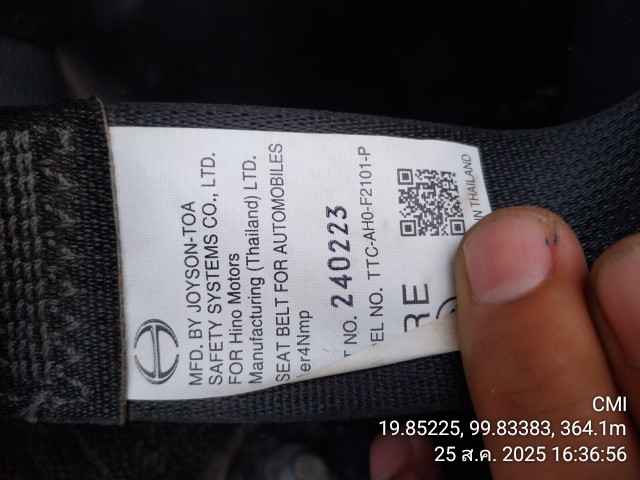 MFD. BY JOYSON-TOA
SAFETY SYSTEMS CO., LTD.
FOR Hino Motors
Manufacturing (Thailand) LTD.
SEAT BELT FOR AUTOMOBILES
er4Nmp
T NO. 240223
EL NO. TTC-AH0-F2101-P
RE
IN THAILAND
CMI
19.85225, 99.83383, 364.1m
25 ส.ค. 2025 16:36:56